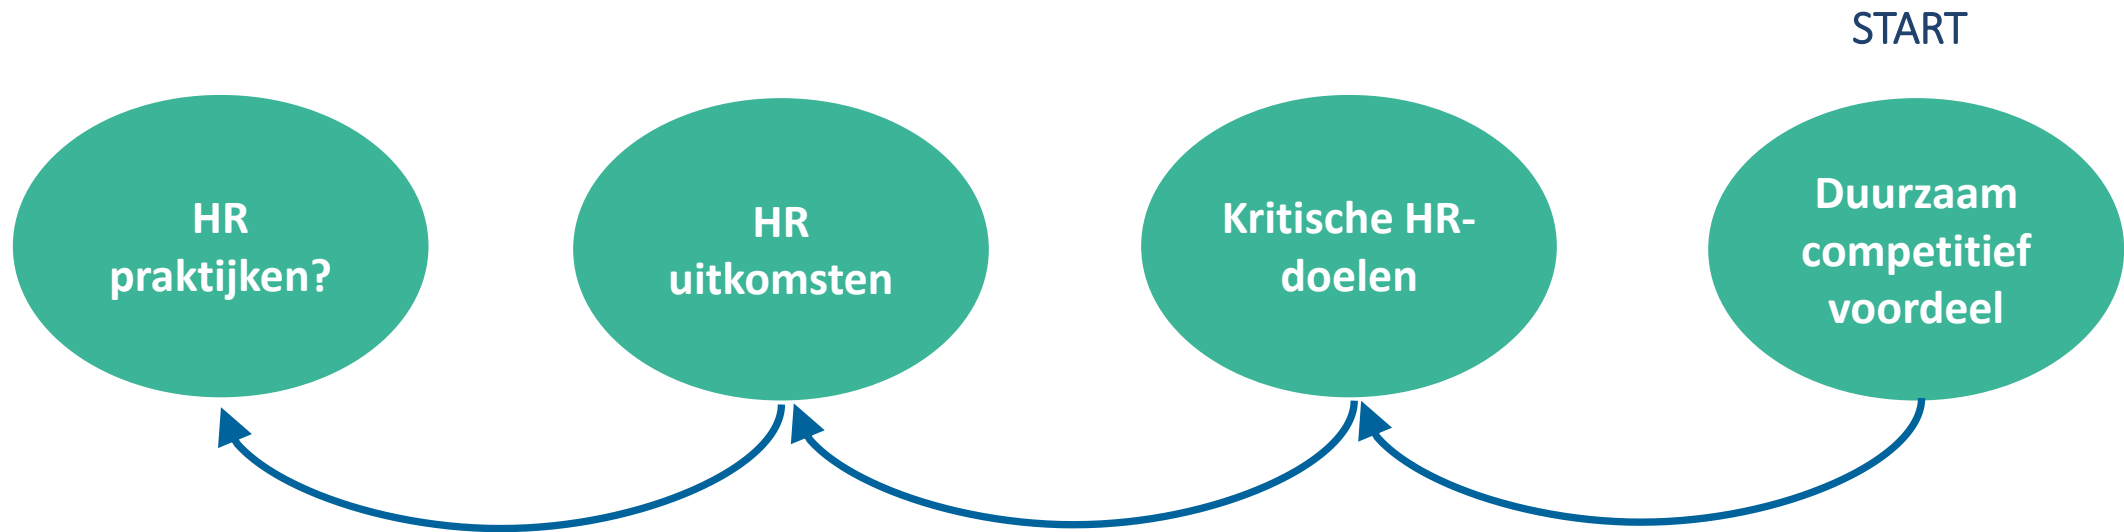 START
HR
praktijken?
HR
uitkomsten
Kritische HR-
doelen
Duurzaam
competitief
voordeel